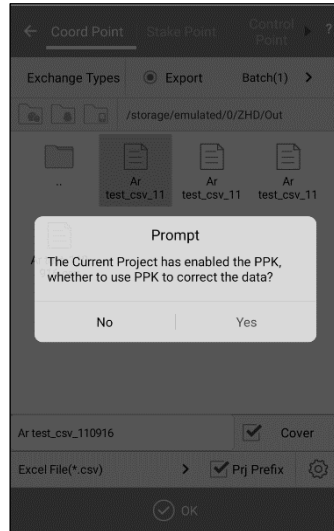 Coord Point
Stake Point
Control
Point
?
Exchange Types
Export
Batch(1)
/storage/emulated/0/ZHD/Out
..
Ar
test_csv_11
Ar
test_csv_11
Ar
test_csv_11
Prompt
The Current Project has enabled the PPK,
whether to use PPK to correct the data?
No
Yes
Ar test_csv_110916
Cover
Excel File(*.csv)
Prj Prefix
OK